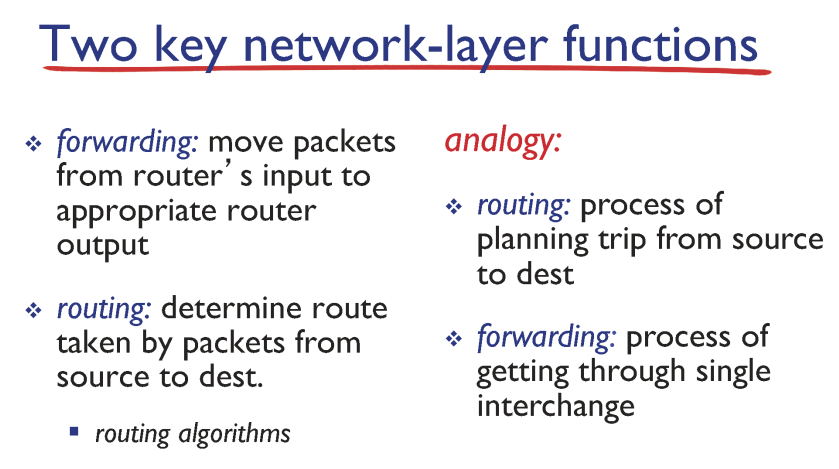 Two key network-layer functions
❖ forwarding: move packets
from router’s input to
appropriate router
output
❖ routing: determine route
taken by packets from
source to dest.
▪ routing algorithms
analogy:
❖ routing: process of
planning trip from source
to dest
❖ forwarding: process of
getting through single
interchange